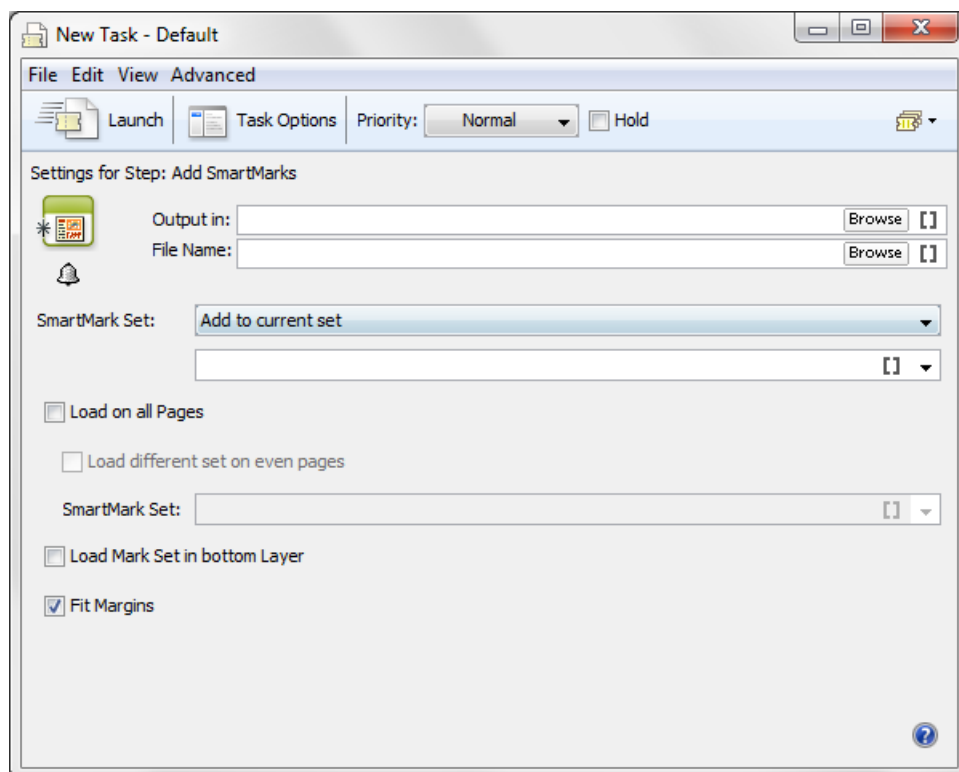 New Task - Default
File Edit View Advanced
Launch Task Options Priority: Normal Hold
Settings for Step: Add SmartMarks
Output in: Browse []
File Name: Browse []
SmartMark Set: Add to current set
[]
Load on all Pages
Load different set on even pages
SmartMark Set: []
Load Mark Set in bottom Layer
Fit Margins
?